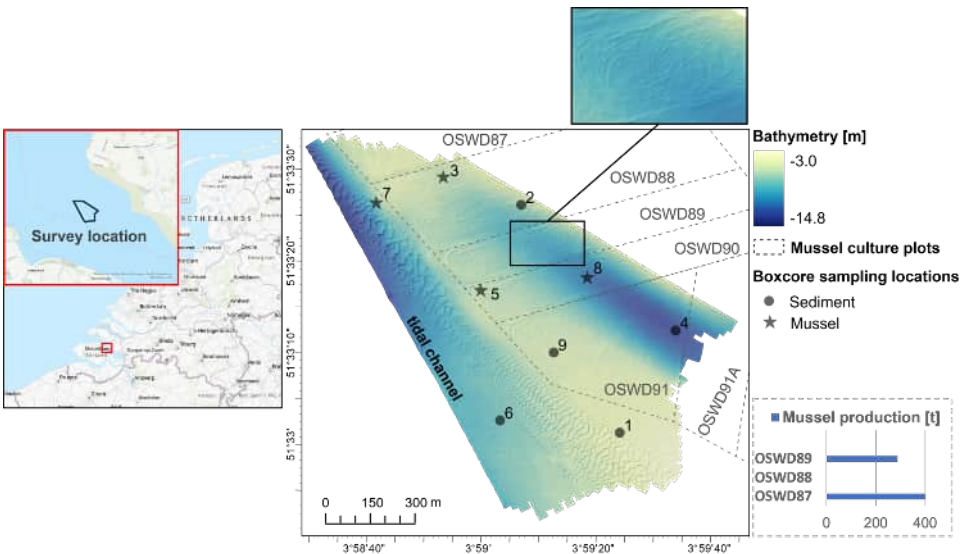 Survey location
NETHERLANDS
The Hague
Antwerp
51°33'30"
51°33'20"
51°33'10"
51°33'
3°58'40"
3°59'
3°59'20"
3°59'40"
OSWD87
OSWD88
OSWD89
OSWD90
OSWD91
OSWD91A
3
7
2
8
5
4
9
6
1
tidal channel
0 150 300 m
Bathymetry [m]
-3.0
-14.8
Mussel culture plots
Boxcore sampling locations
Sediment
Mussel
Mussel production [t]
OSWD89
OSWD88
OSWD87
0 200 400